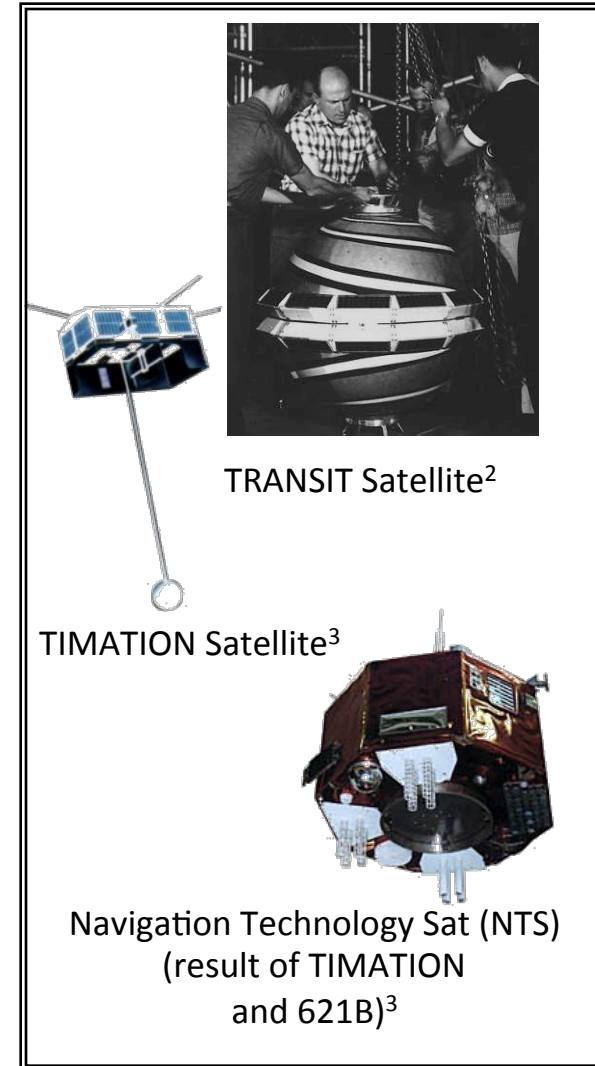 TRANSIT Satellite²
TIMATION Satellite³
Navigation Technology Sat (NTS)
(result of TIMATION
and 621B)³